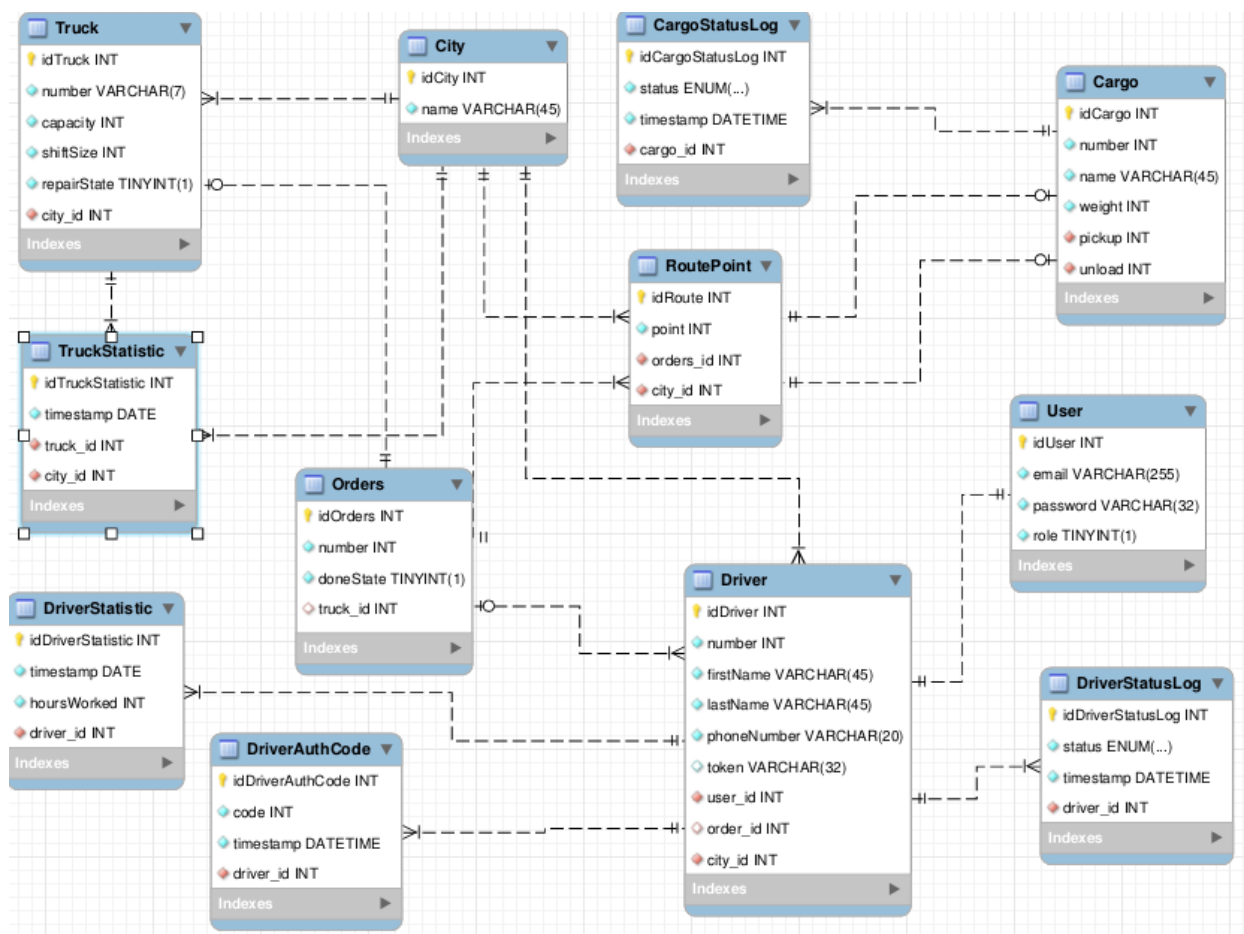 Truck
idTruck INT
number VARCHAR(7)
capacity INT
shiftSize INT
repairState TINYINT(1)
city_id INT
Indexes
City
idCity INT
name VARCHAR(45)
Indexes
CargoStatusLog
idCargoStatusLog INT
status ENUM(...)
timestamp DATETIME
cargo_id INT
Indexes
Cargo
idCargo INT
number INT
name VARCHAR(45)
weight INT
pickup INT
unload INT
Indexes
RoutePoint
idRoute INT
point INT
orders_id INT
city_id INT
Indexes
TruckStatistic
idTruckStatistic INT
timestamp DATE
truck_id INT
city_id INT
Indexes
User
idUser INT
email VARCHAR(255)
password VARCHAR(32)
role TINYINT(1)
Indexes
Orders
idOrders INT
number INT
doneState TINYINT(1)
truck_id INT
Indexes
Driver
idDriver INT
number INT
firstName VARCHAR(45)
lastName VARCHAR(45)
phoneNumber VARCHAR(20)
token VARCHAR(32)
user_id INT
order_id INT
city_id INT
Indexes
DriverStatistic
idDriverStatistic INT
timestamp DATE
hoursWorked INT
driver_id INT
Indexes
DriverAuthCode
idDriverAuthCode INT
code INT
timestamp DATETIME
driver_id INT
Indexes
DriverStatusLog
idDriverStatusLog INT
status ENUM(...)
timestamp DATETIME
driver_id INT
Indexes